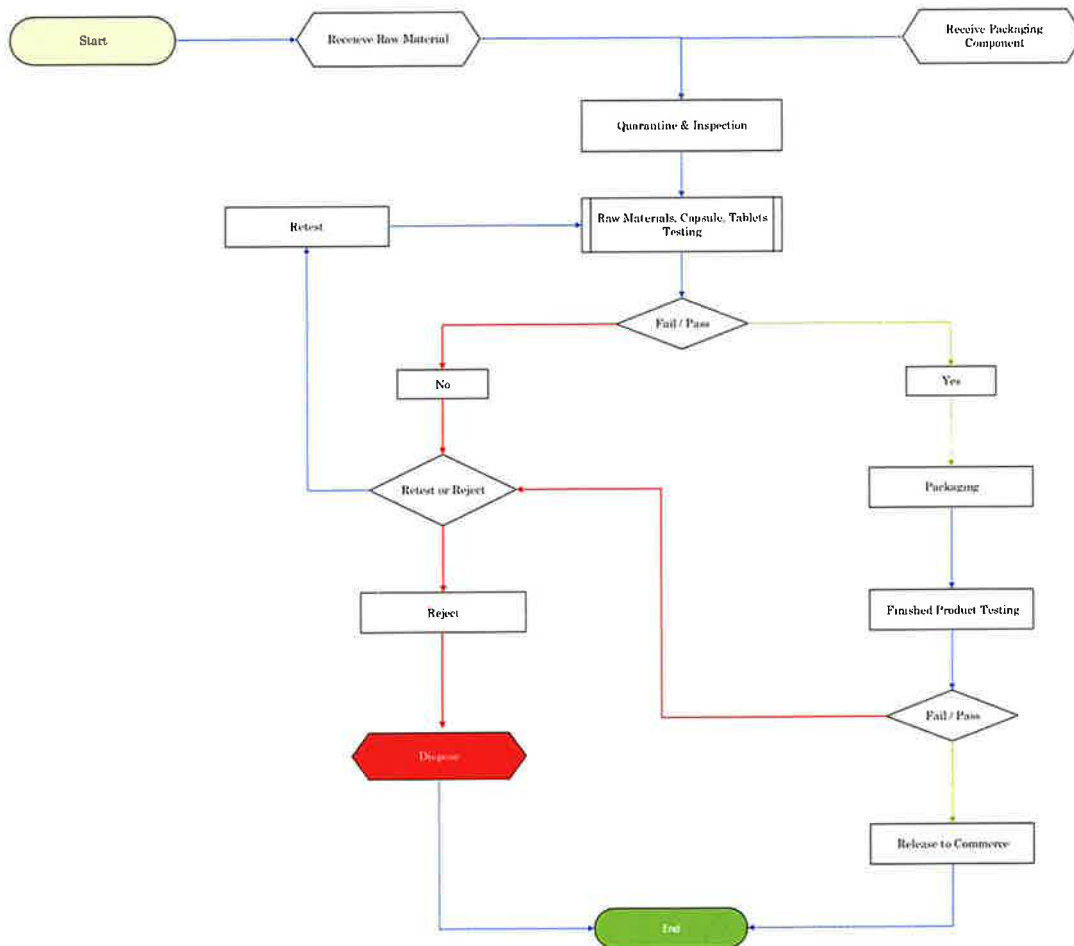 Start
Receieve Raw Material
Receive Packaging
Component
Quarantine & Inspection
Retest
Raw Materials, Capsule, Tablets
Testing
Fail / Pass
No
Yes
Retest or Reject
Packaging
Reject
Finished Product Testing
Fail / Pass
Dispose
Release to Commerce
End